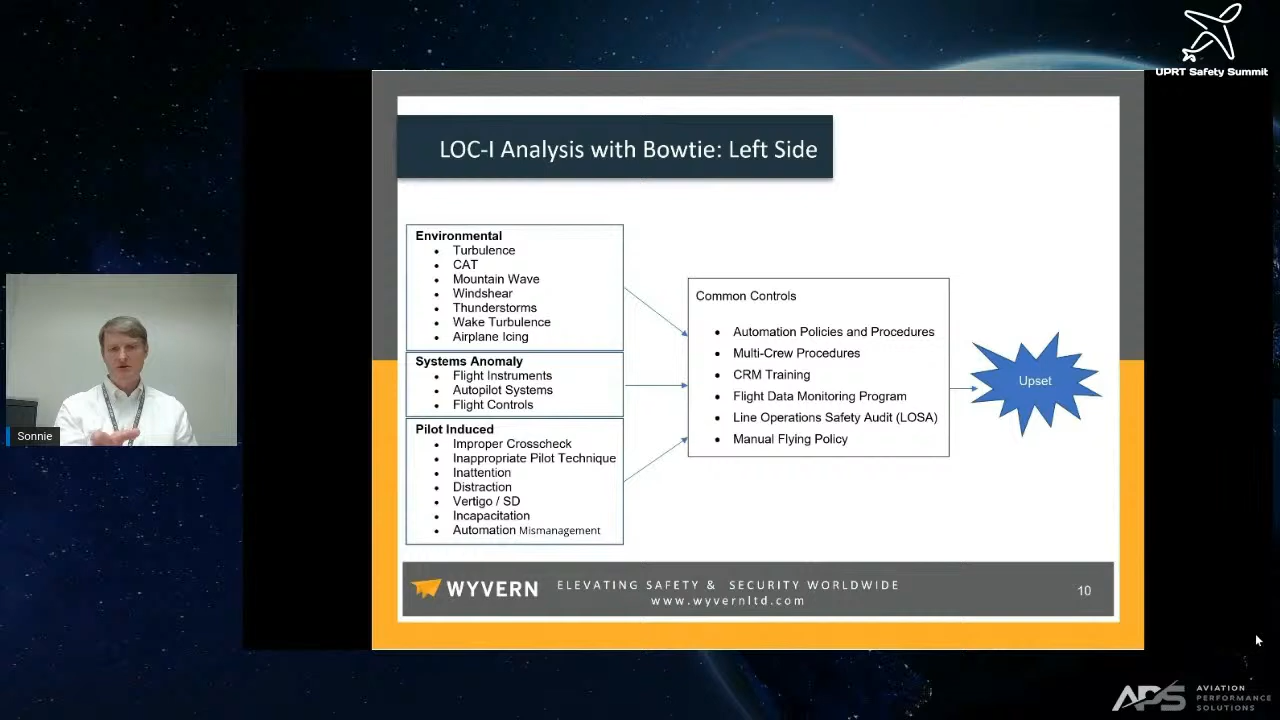 UPRT Safety Summit
LOC-I Analysis with Bowtie: Left Side
Environmental
• Turbulence
• CAT
• Mountain Wave
• Windshear
• Thunderstorms
• Wake Turbulence
• Airplane Icing
Systems Anomaly
• Flight Instruments
• Autopilot Systems
• Flight Controls
Pilot Induced
• Improper Crosscheck
• Inappropriate Pilot Technique
• Inattention
• Distraction
• Vertigo / SD
• Incapacitation
• Automation Mismanagement
Common Controls
• Automation Policies and Procedures
• Multi-Crew Procedures
• CRM Training
• Flight Data Monitoring Program
• Line Operations Safety Audit (LOSA)
• Manual Flying Policy
Upset
Sonnie
WYVERN
ELEVATING SAFETY & SECURITY WORLDWIDE
www.wyvernltd.com
10
APS
AVIATION
PERFORMANCE
SOLUTIONS